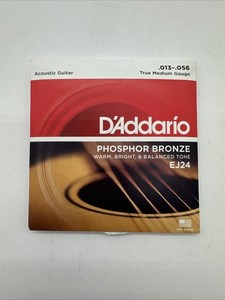 .013–.056
Acoustic Guitar
True Medium Gauge
D'Addario
PHOSPHOR BRONZE
WARM, BRIGHT, & BALANCED TONE
EJ24